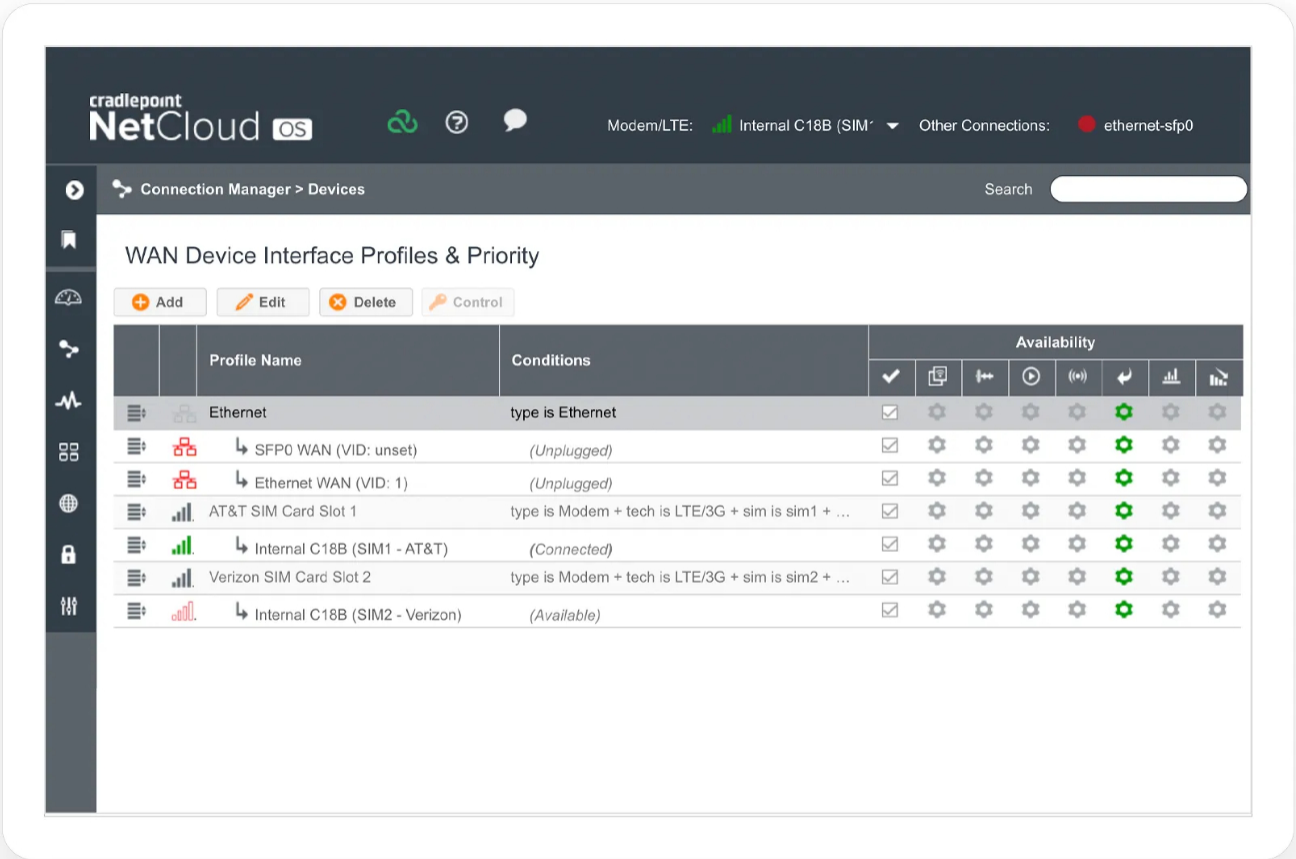 cradlepoint
NetCloud OS
Modem/LTE: Internal C18B (SIM Other Connections: ethernet-sfp0
Connection Manager > Devices Search
WAN Device Interface Profiles & Priority
Add Edit Delete Control
Availability
Profile Name Conditions
Ethernet type is Ethernet
SFP0 WAN (VID: unset) (Unplugged)
Ethernet WAN (VID: 1) (Unplugged)
AT&T SIM Card Slot 1 type is Modem + tech is LTE/3G + sim is sim1 + ...
Internal C18B (SIM1 - AT&T) (Connected)
Verizon SIM Card Slot 2 type is Modem + tech is LTE/3G + sim is sim2 + ...
Internal C18B (SIM2 - Verizon) (Available)